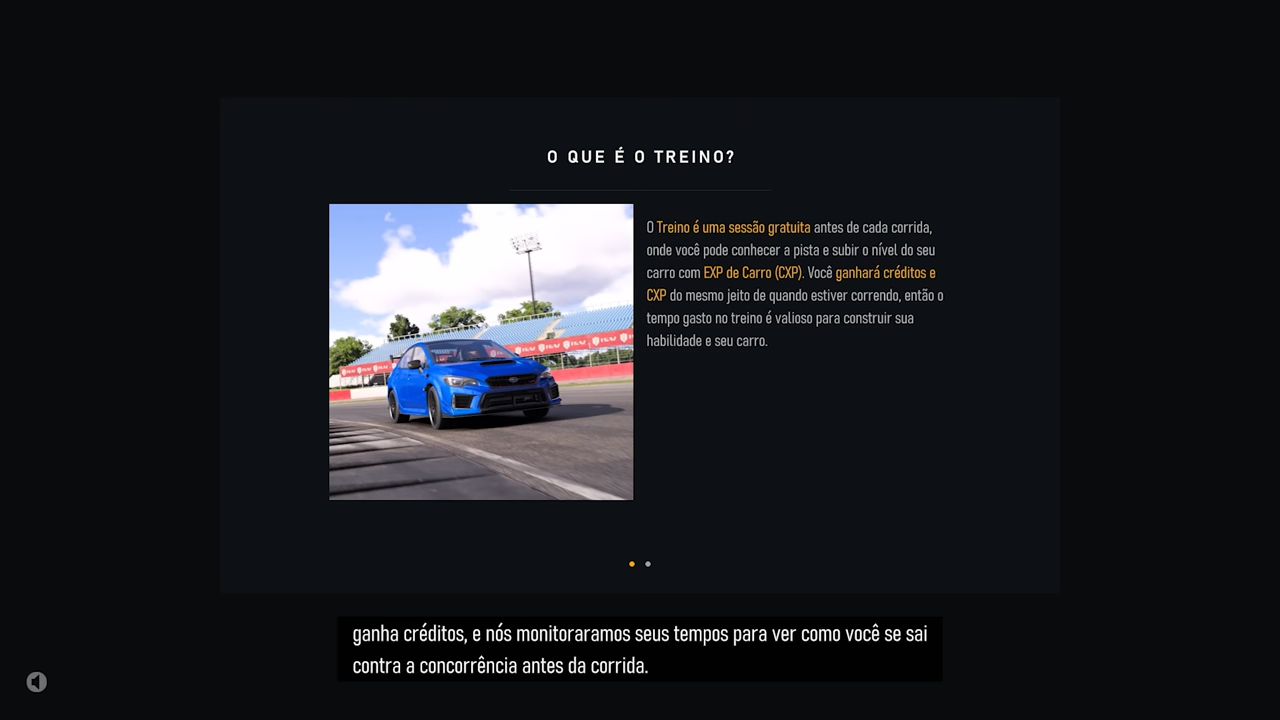 O QUE É O TREINO?
O Treino é uma sessão gratuita antes de cada corrida,
onde você pode conhecer a pista e subir o nível do seu
carro com EXP de Carro (CXP). Você ganhará créditos e
CXP do mesmo jeito de quando estiver correndo, então o
tempo gasto no treino é valioso para construir sua
habilidade e seu carro.
ganha créditos, e nós monitoraramos seus tempos para ver como você se sai
contra a concorrência antes da corrida.